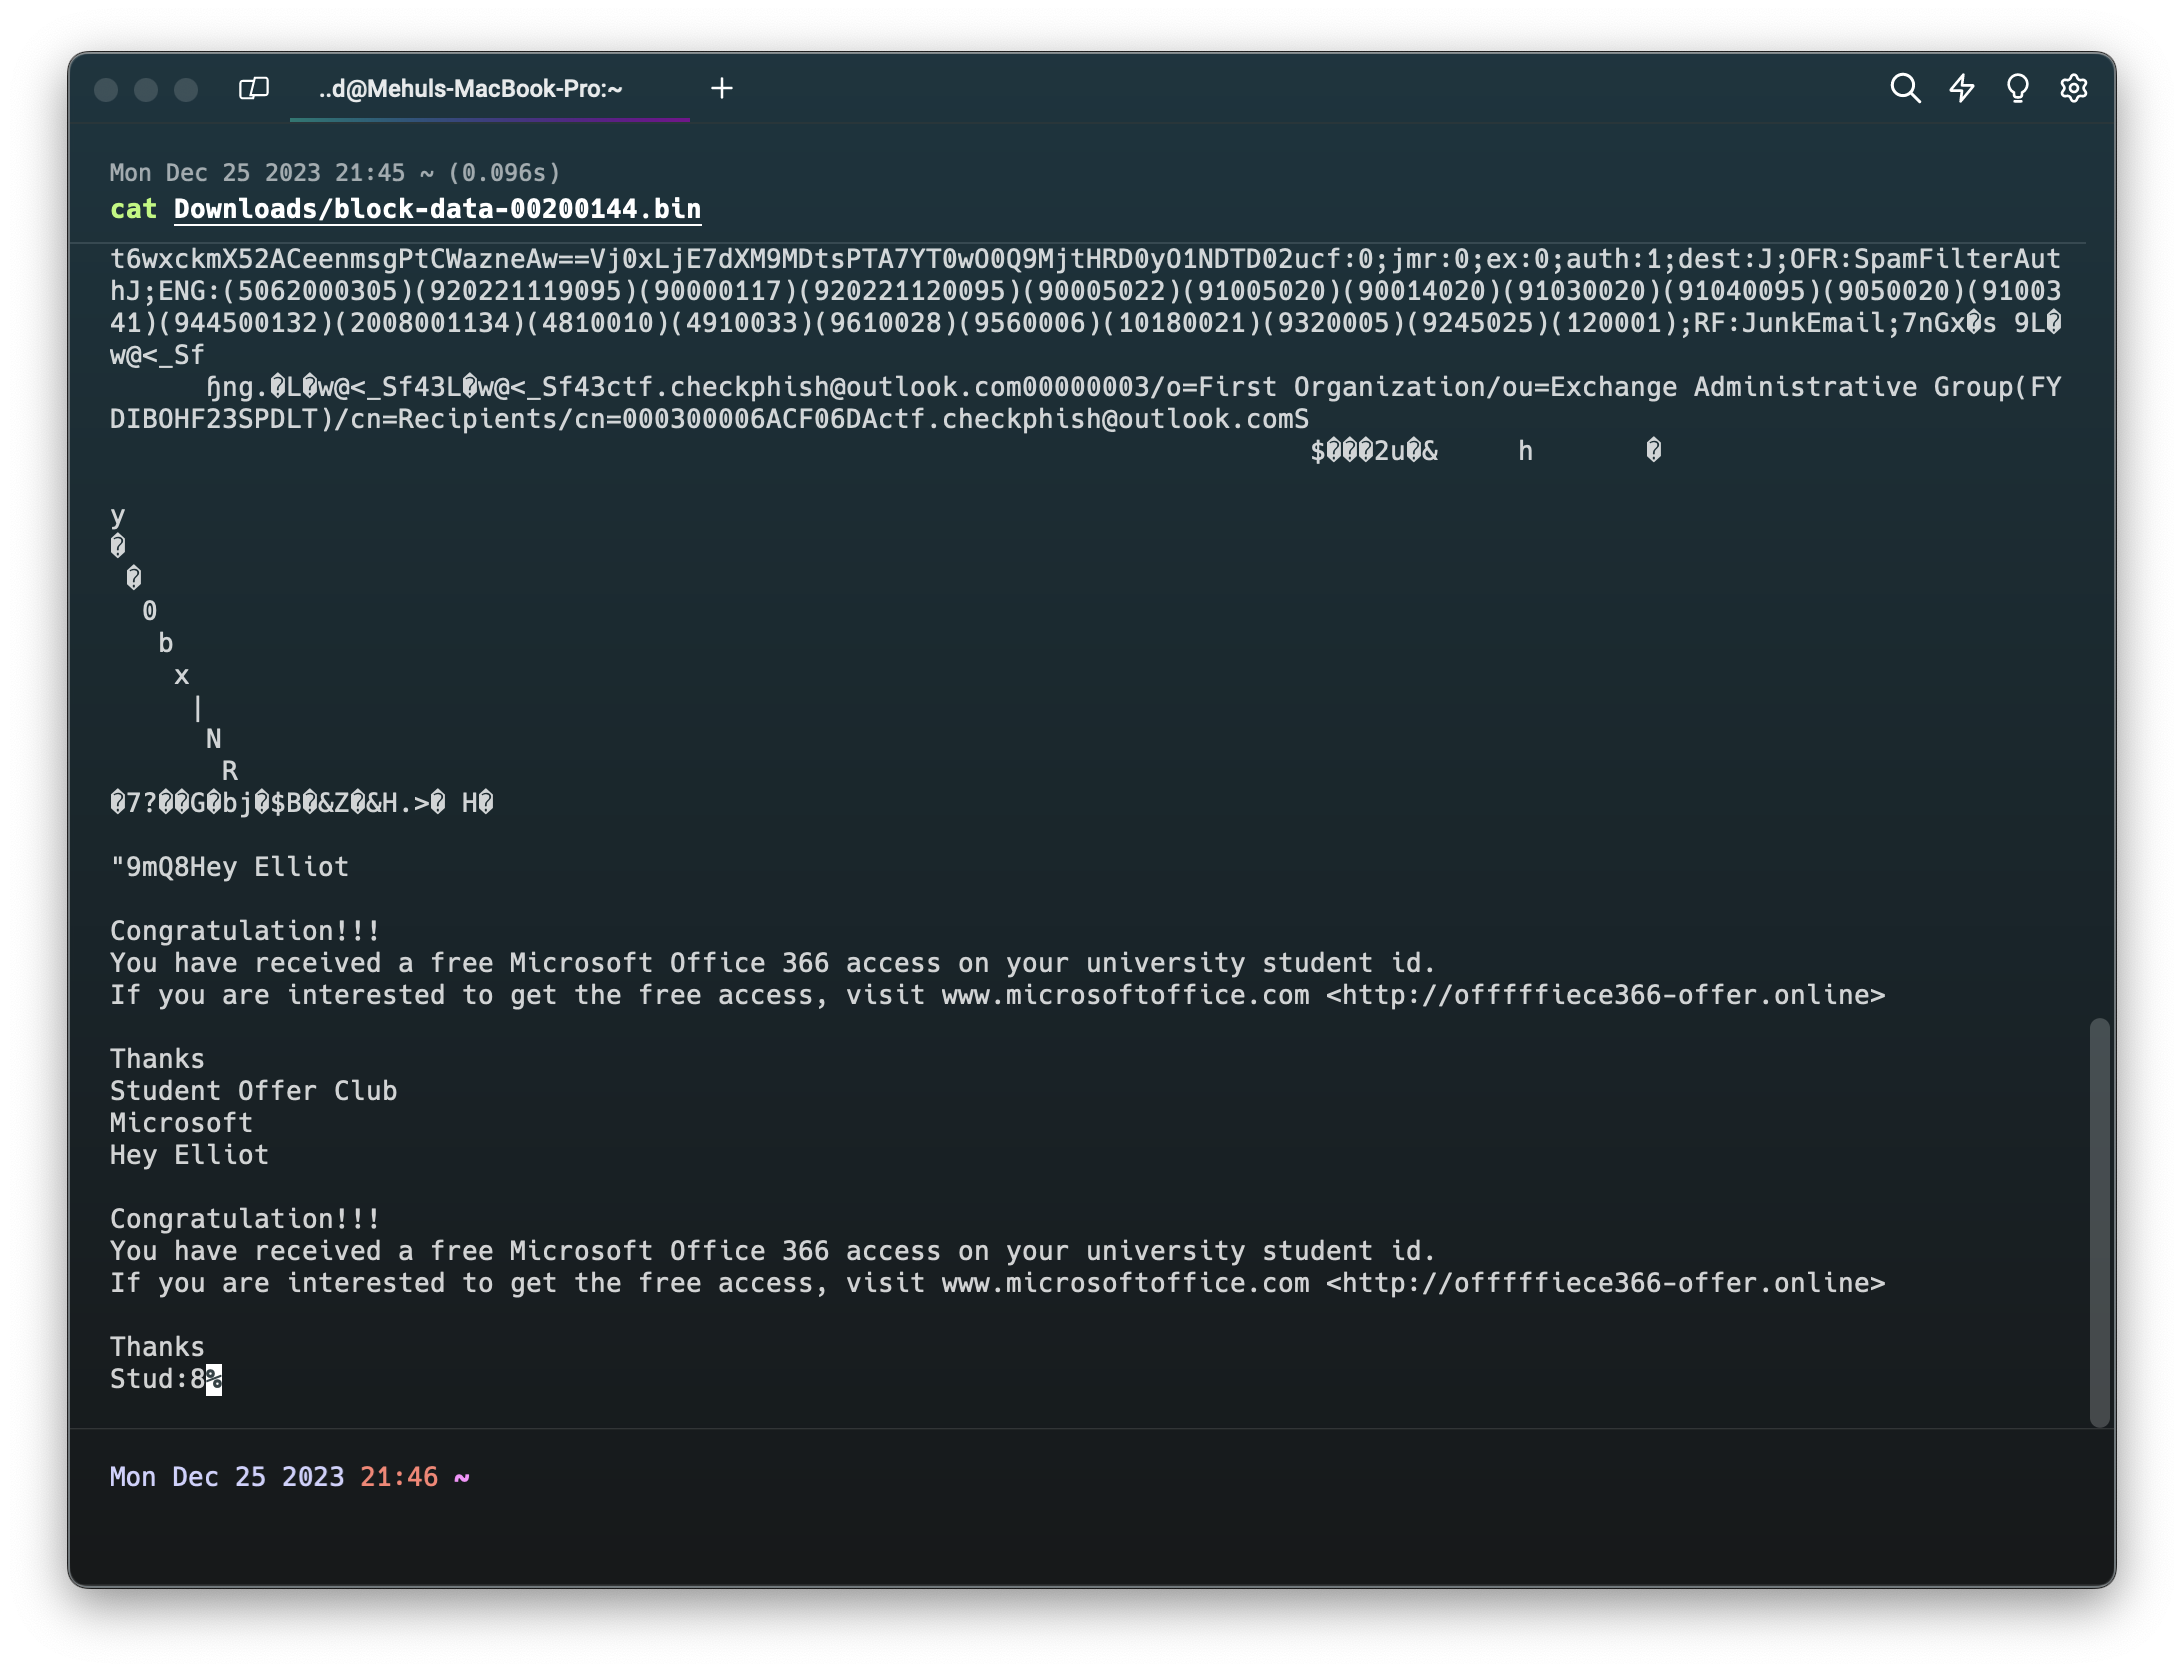 ..d@Mehuls-MacBook-Pro:~
Mon Dec 25 2023 21:45 ~ (0.096s)
cat Downloads/block-data-00200144.bin
t6wxckmX52ACeenmsgPtCWazneAw==Vj0xLjE7dXM9MDtsPTA7YT0wO0Q9MjtHRD0yO1NDTD02ucf:0;jmr:0;ex:0;auth:1;dest:J;OFR:SpamFilterAut
hJ;ENG:(5062000305)(920221119095)(90000117)(920221120095)(90005022)(91005020)(90014020)(91030020)(91040095)(9050020)(91003
41)(944500132)(2008001134)(4810010)(4910033)(9610028)(9560006)(10180021)(9320005)(9245025)(120001);RF:JunkEmail;7nGx�s 9L�
w@<_Sf
ɧng.�L�w@<_Sf43L�w@<_Sf43ctf.checkphish@outlook.com00000003/o=First Organization/ou=Exchange Administrative Group(FY
DIBOHF23SPDLT)/cn=Recipients/cn=000300006ACF06DActf.checkphish@outlook.comS
$���2u�& h �
y
�
�
0
b
x
|
N
R
�7?��G�bj�$B�&Z�&H.>� H�
"9mQ8Hey Elliot
Congratulation!!!
You have received a free Microsoft Office 366 access on your university student id.
If you are interested to get the free access, visit www.microsoftoffice.com <http://offfffiece366-offer.online>
Thanks
Student Offer Club
Microsoft
Hey Elliot
Congratulation!!!
You have received a free Microsoft Office 366 access on your university student id.
If you are interested to get the free access, visit www.microsoftoffice.com <http://offfffiece366-offer.online>
Thanks
Stud:8%
Mon Dec 25 2023 21:46 ~